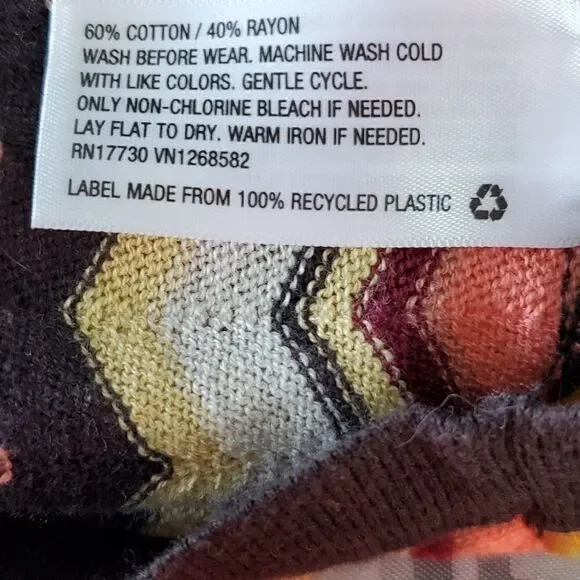 60% COTTON / 40% RAYON
WASH BEFORE WEAR. MACHINE WASH COLD
WITH LIKE COLORS. GENTLE CYCLE.
ONLY NON-CHLORINE BLEACH IF NEEDED.
LAY FLAT TO DRY. WARM IRON IF NEEDED.
RN17730 VN1268582
LABEL MADE FROM 100% RECYCLED PLASTIC